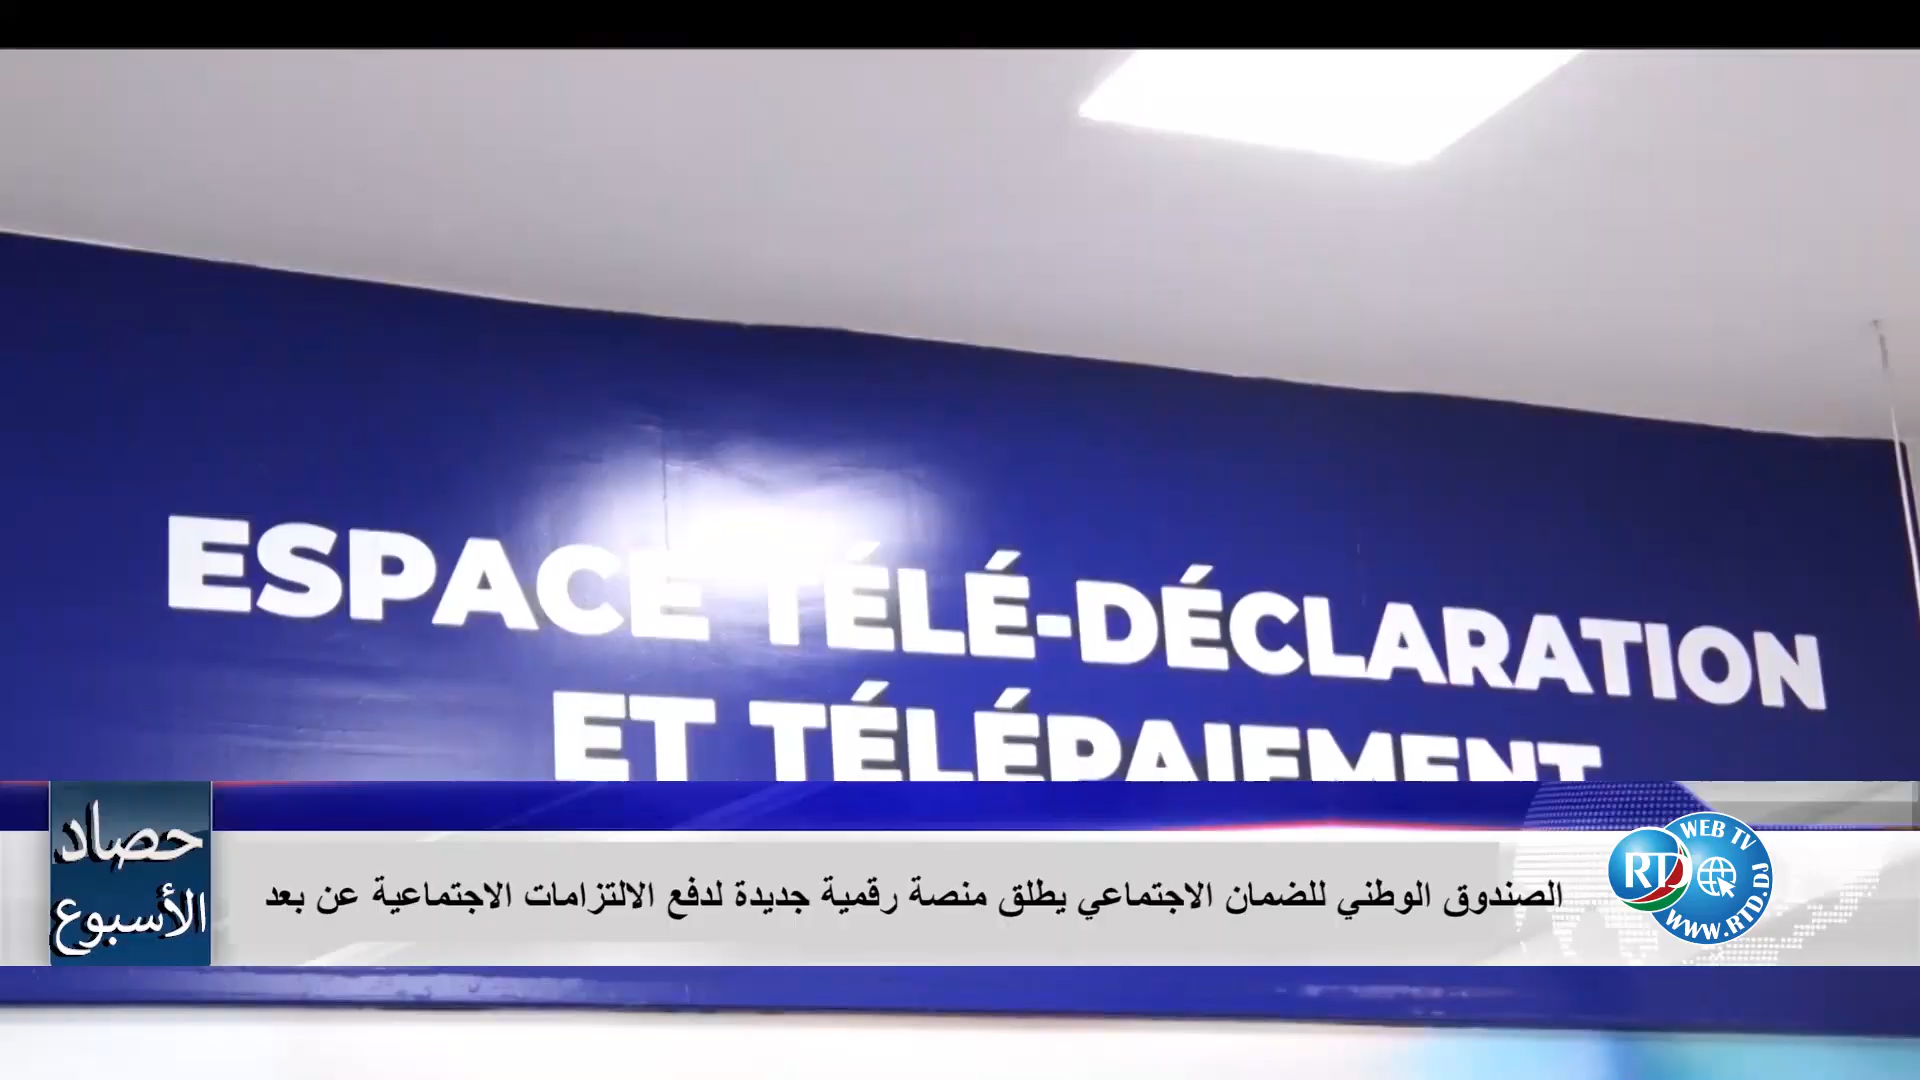 ESPACE TÉLÉ-DÉCLARATION
ET TÉLÉPAIEMENT
حصاد
الأسبوع
الصندوق الوطني للضمان الاجتماعي يطلق منصة رقمية جديدة لدفع الالتزامات الاجتماعية عن بعد
WEB TV
RTD
WWW.RTD.DJ